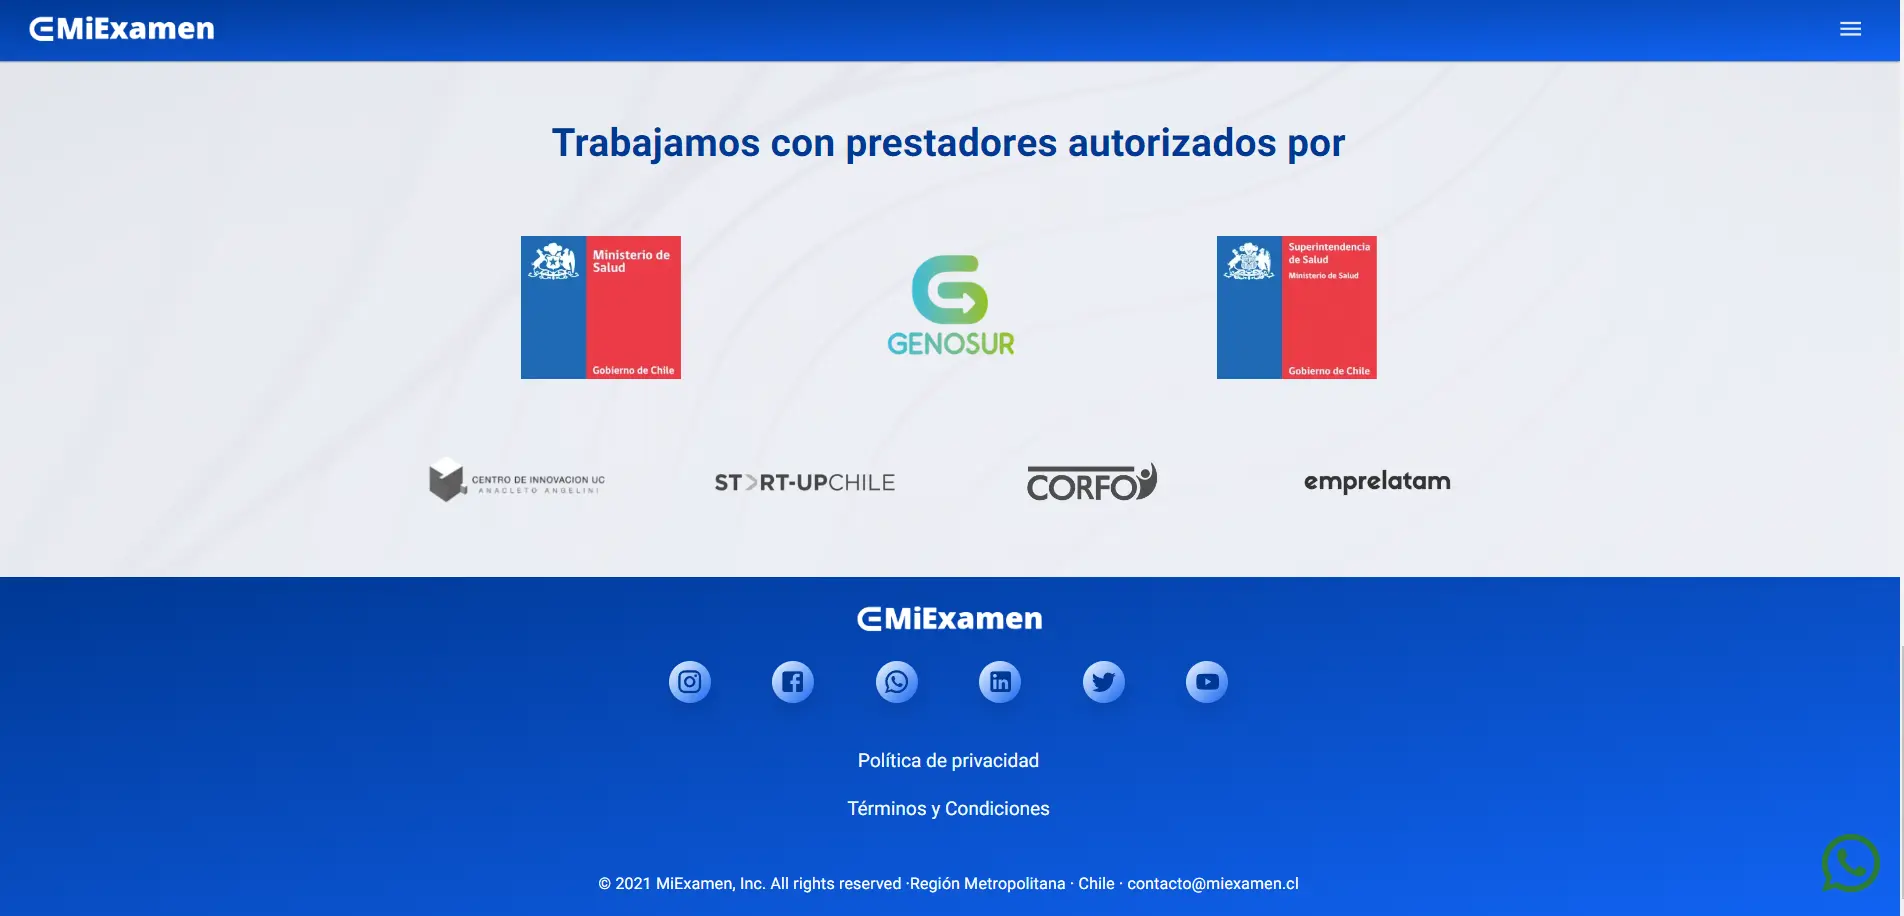 MiExamen
Trabajamos con prestadores autorizados por
Ministerio de
Salud
Gobierno de Chile
GENOSUR
Superintendencia
de Salud
Ministerio de Salud
Gobierno de Chile
CENTRO DE INNOVACION UC
ANACLETO ANGELINI
START-UPCHILE
CORFO
emprelatam
MiExamen
Política de privacidad
Términos y Condiciones
© 2021 MiExamen, Inc. All rights reserved ·Región Metropolitana · Chile · contacto@miexamen.cl